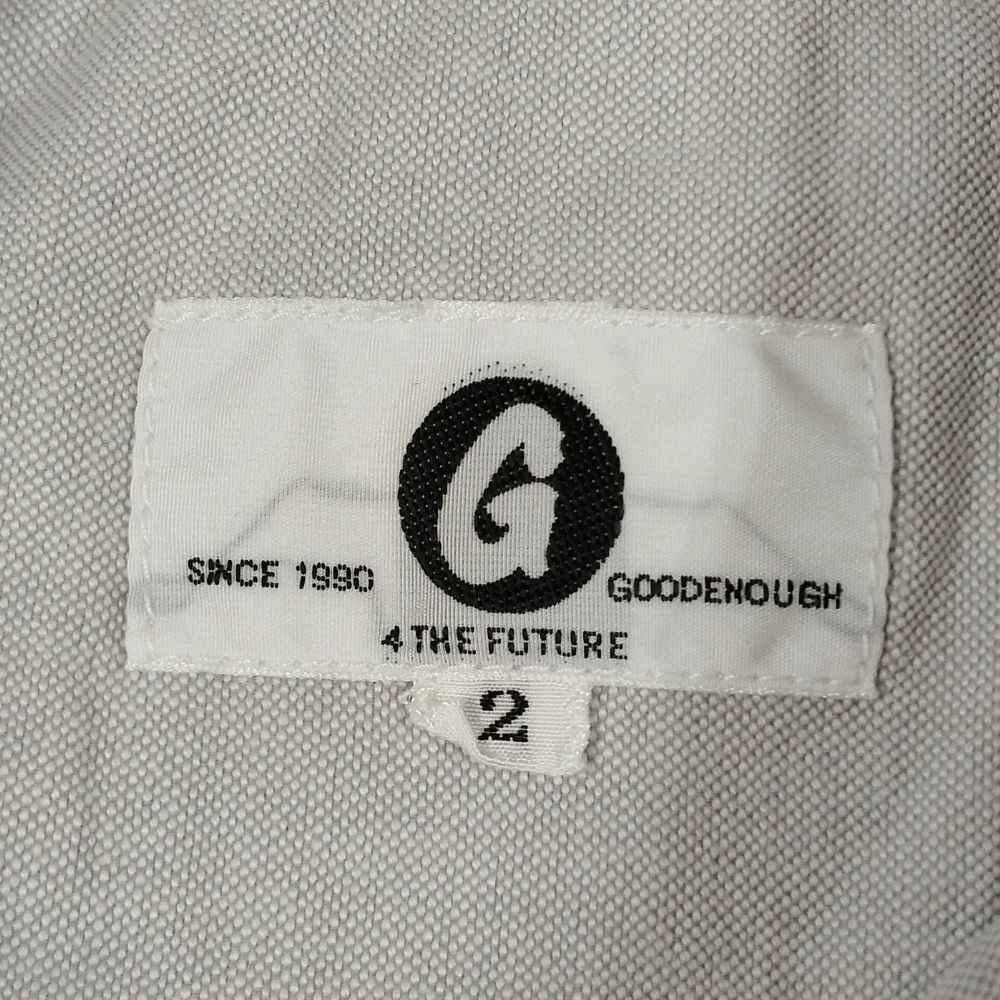 G
SINCE 1990
GOODENOUGH
4 THE FUTURE
2